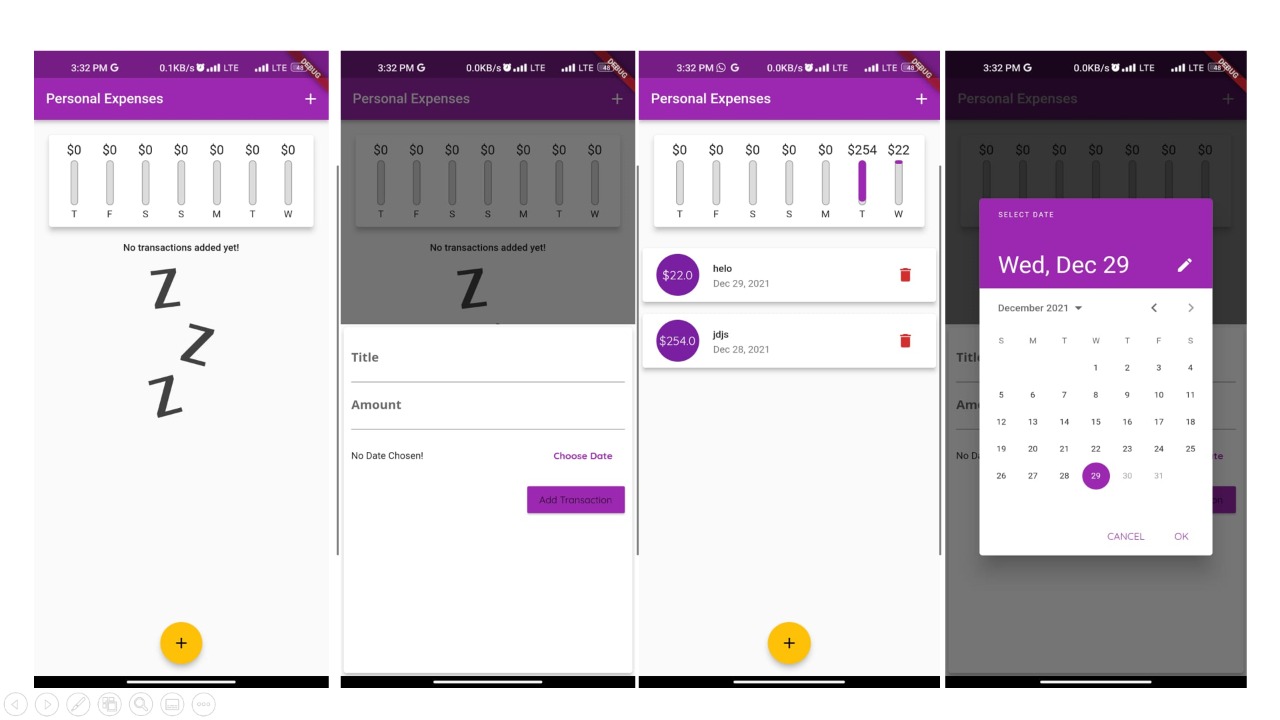 3:32 PM G 0.1KB/s LTE LTE 48
DEBUG
Personal Expenses +
$0 $0 $0 $0 $0 $0 $0
T F S S M T W
No transactions added yet!
Z
Z
Z
+
3:32 PM G 0.0KB/s LTE LTE 48
DEBUG
Personal Expenses +
$0 $0 $0 $0 $0 $0 $0
T F S S M T W
No transactions added yet!
Z
Title
Amount
No Date Chosen! Choose Date
Add Transaction
3:32 PM G 0.0KB/s LTE LTE 48
DEBUG
Personal Expenses +
$0 $0 $0 $0 $0 $254 $22
T F S S M T W
$22.0 helo
Dec 29, 2021
$254.0 jdjs
Dec 28, 2021
+
3:32 PM G 0.0KB/s LTE LTE 48
DEBUG
Personal Expenses +
$0 $0 $0 $0 $0 $0 $0
SELECT DATE
Wed, Dec 29
December 2021
S M T W T F S
1 2 3 4
5 6 7 8 9 10 11
12 13 14 15 16 17 18
19 20 21 22 23 24 25
26 27 28 29 30 31
CANCEL OK
Titl
Am
No Da te
on